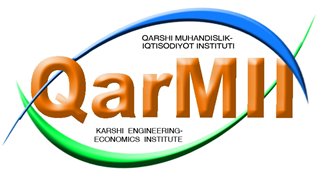 QARSHI MUHANDISLIK-
IQTISODIYOT INSTITUTI
QarMII
KARSHI ENGINEERING-
ECONOMICS INSTITUTE